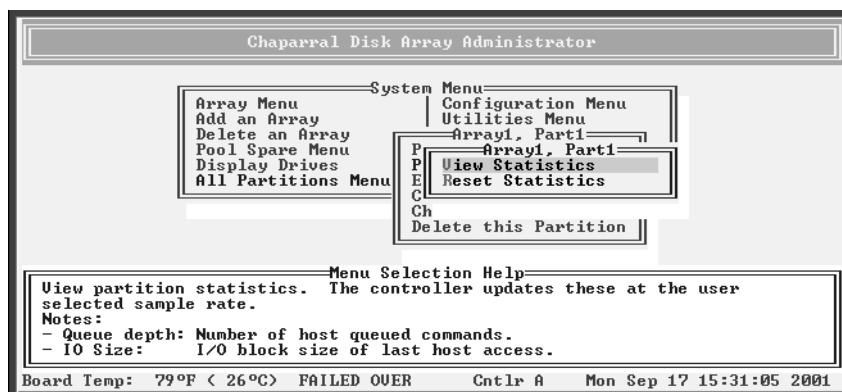 Chaparral Disk Array Administrator
System Menu
Array Menu Configuration Menu
Add an Array Utilities Menu
Delete an Array Array1, Part1
Pool Spare Menu P Array1, Part1
Display Drives P View Statistics
All Partitions Menu E Reset Statistics
C
Ch
Delete this Partition
Menu Selection Help
View partition statistics. The controller updates these at the user
selected sample rate.
Notes:
- Queue depth: Number of host queued commands.
- IO Size: I/O block size of last host access.
Board Temp: 79ºF ( 26ºC) FAILED OVER Cntlr A Mon Sep 17 15:31:05 2001